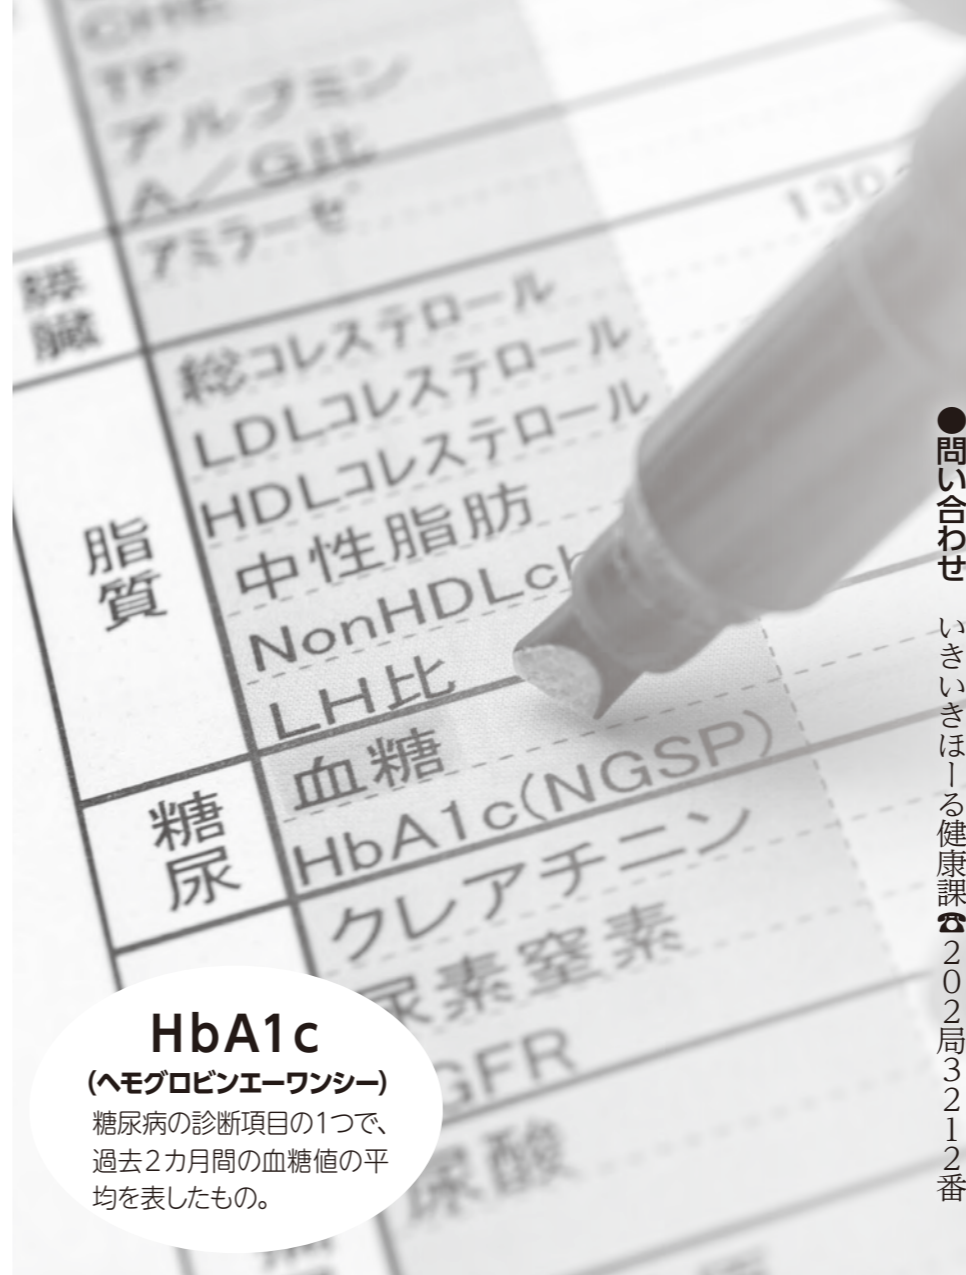 CHE
TP
アルブミン
A/G比
アミラーゼ
130
膵臓
総コレステロール
LDLコレステロール
HDLコレステロール
中性脂肪
NonHDLch
LH比
脂質
血糖
HbA1c(NGSP)
糖尿
クレアチニン
尿素窒素
GFR
尿酸
HbA1c
(ヘモグロビンエーワンシー)
糖尿病の診断項目の1つで、
過去2カ月間の血糖値の平
均を表したもの。
●問い合わせ いきいきほーる健康課☎202局3212番